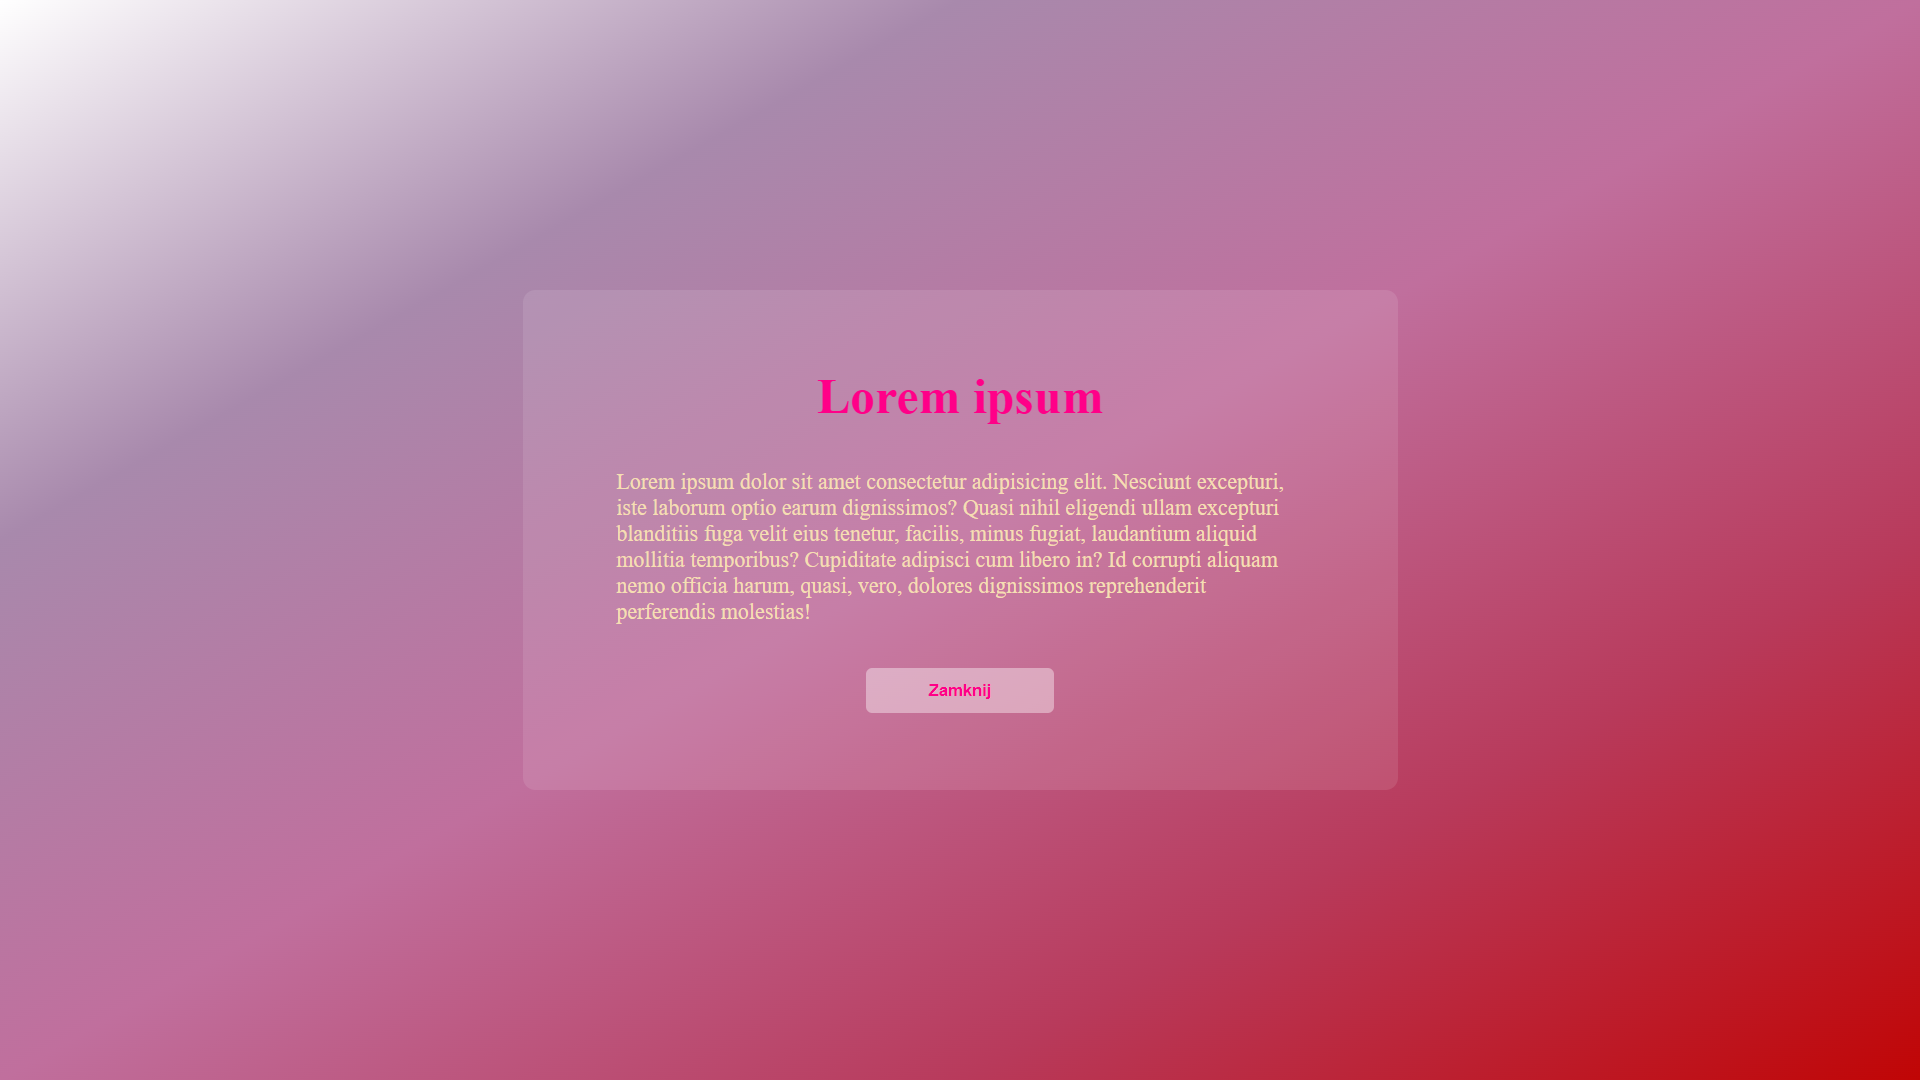 Lorem ipsum
Lorem ipsum dolor sit amet consectetur adipisicing elit. Nesciunt excepturi,
iste laborum optio earum dignissimos? Quasi nihil eligendi ullam excepturi
blanditiis fuga velit eius tenetur, facilis, minus fugiat, laudantium aliquid
mollitia temporibus? Cupiditate adipisci cum libero in? Id corrupti aliquam
nemo officia harum, quasi, vero, dolores dignissimos reprehenderit
perferendis molestias!
Zamknij